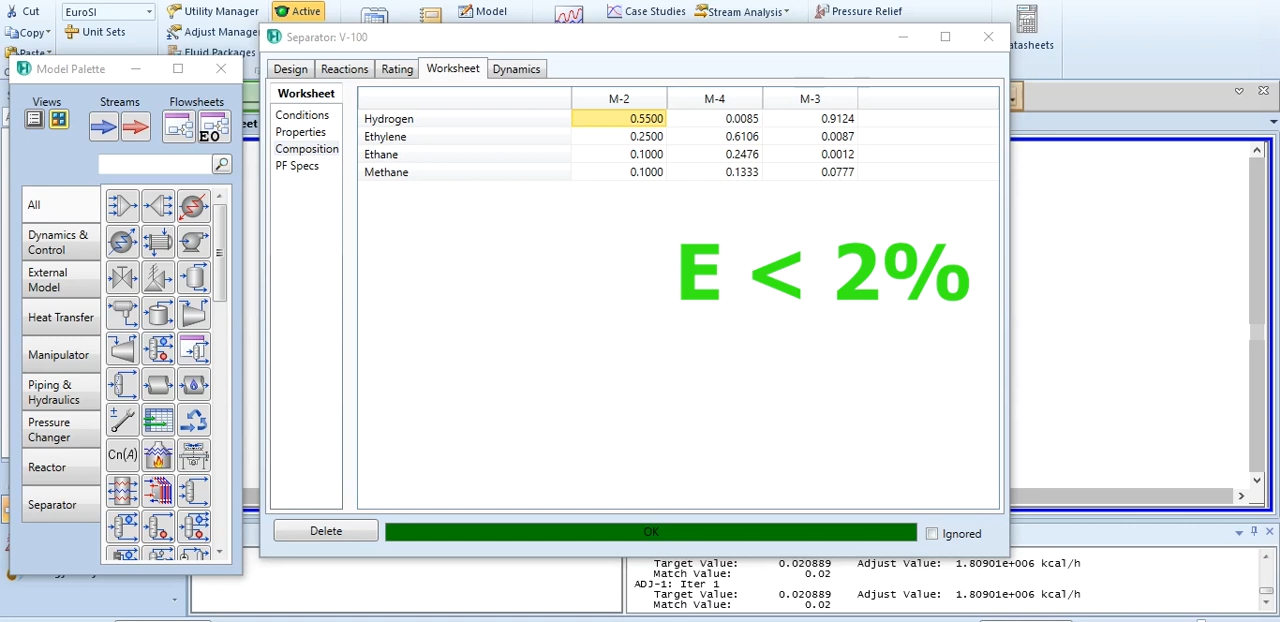 Cut
EuroSI
Utility Manager
Active
Model
Case Studies
Stream Analysis
Pressure Relief
Copy
Unit Sets
Adjust Manager
Separator: V-100
Paste
Fluid Packages
Model Palette
Design Reactions Rating Worksheet Dynamics
Views Streams Flowsheets
Worksheet
M-2 M-4 M-3
Conditions
Hydrogen 0.5500 0.0085 0.9124
Properties
Ethylene 0.2500 0.6106 0.0087
Composition
Ethane 0.1000 0.2476 0.0012
PF Specs
Methane 0.1000 0.1333 0.0777
EO
E < 2%
All
Dynamics &
Control
External
Model
Heat Transfer
Manipulator
Piping &
Hydraulics
Pressure
Changer
Cn(A)
Reactor
Separator
Delete
OK
Ignored
Target Value: 0.020889 Adjust Value: 1.80901e+006 kcal/h
Match Value: 0.02
ADJ-1: Iter 1
Target Value: 0.020889 Adjust Value: 1.80901e+006 kcal/h
Match Value: 0.02